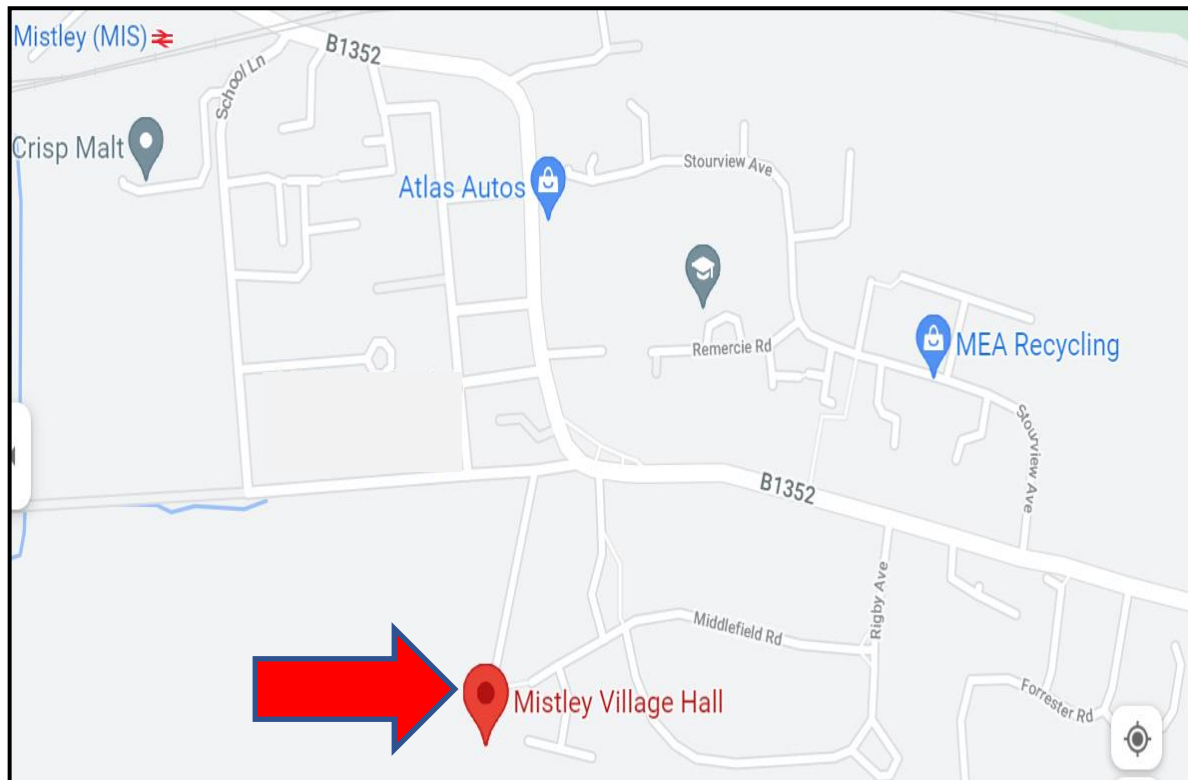 Mistley (MIS)
B1352
School Ln
Crisp Malt
Atlas Autos
Stourview Ave
Remercie Rd
MEA Recycling
Stourview Ave
B1352
Rigby Ave
Middlefield Rd
Mistley Village Hall
Forrester Rd